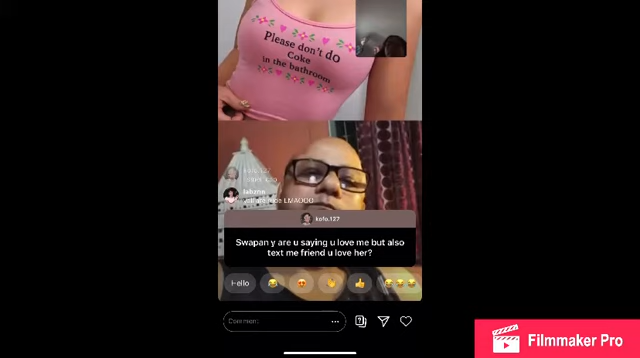 Please don't do
Coke
in the bathroom
kofo.127
Swapan y are u saying u love me but also
text me friend u love her?
Hello
Comment
...
Filmmaker Pro